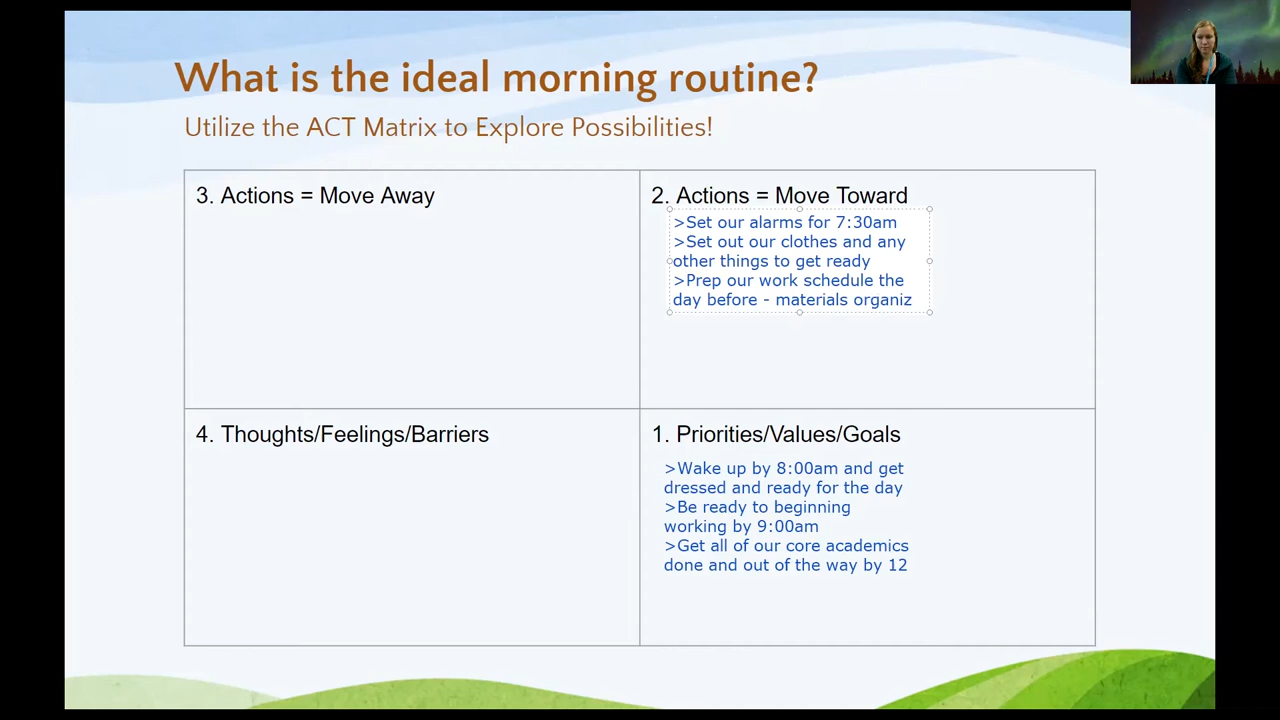 What is the ideal morning routine?
Utilize the ACT Matrix to Explore Possibilities!
3. Actions = Move Away
2. Actions = Move Toward
>Set our alarms for 7:30am
>Set out our clothes and any
other things to get ready
>Prep our work schedule the
day before - materials organiz
4. Thoughts/Feelings/Barriers
1. Priorities/Values/Goals
>Wake up by 8:00am and get
dressed and ready for the day
>Be ready to beginning
working by 9:00am
>Get all of our core academics
done and out of the way by 12